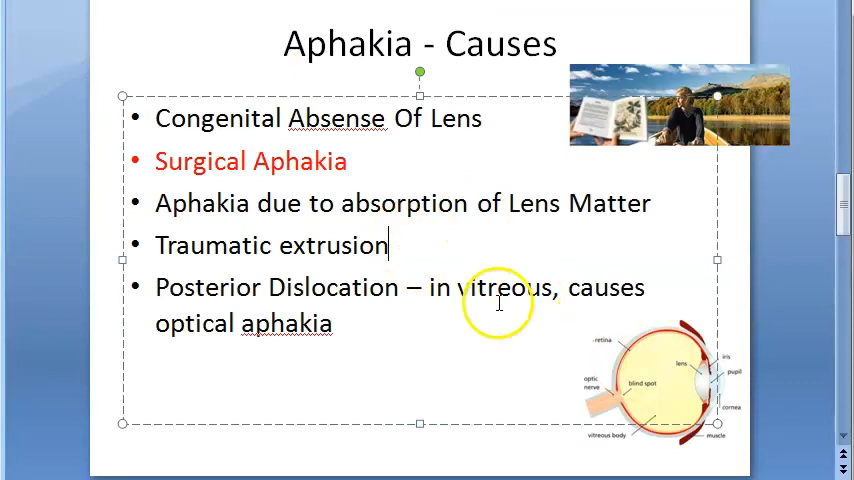 Aphakia - Causes
• Congenital Absense Of Lens
• Surgical Aphakia
• Aphakia due to absorption of Lens Matter
• Traumatic extrusion
• Posterior Dislocation – in vitreous, causes
optical aphakia
retina
iris
lens
pupil
optic
nerve
blind spot
cornea
vitreous body
muscle